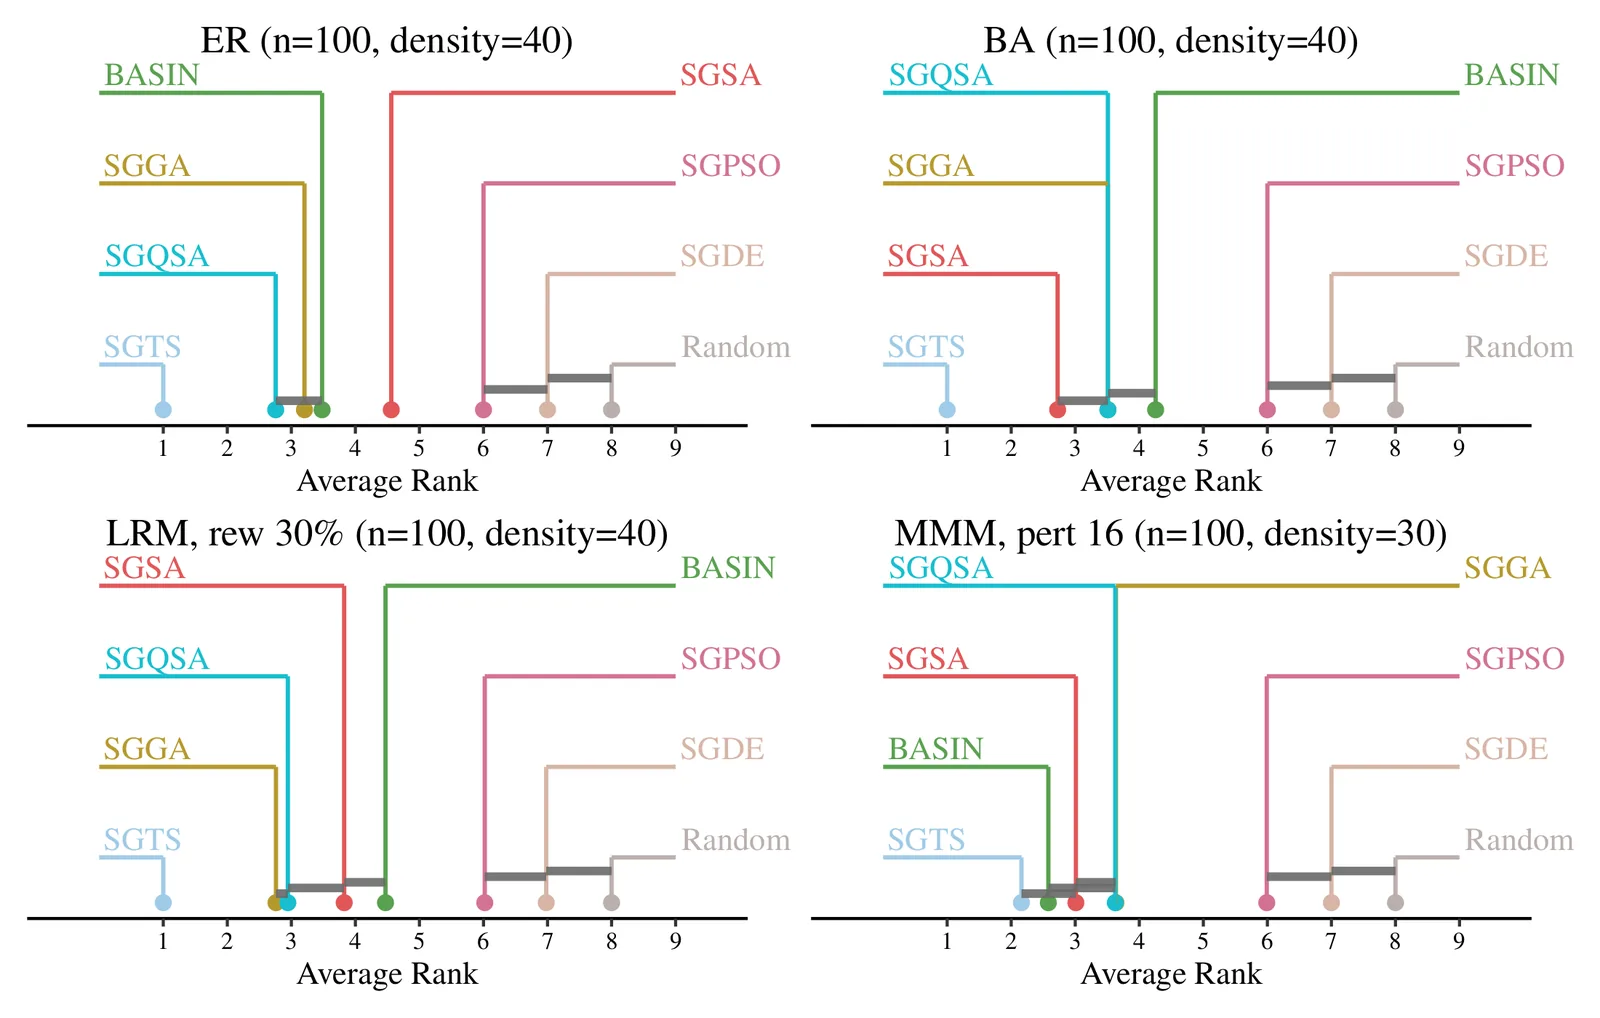 ER (n=100, density=40)
BASIN
SGSA
SGGA
SGPSO
SGQSA
SGDE
SGTS
Random
1 2 3 4 5 6 7 8 9
Average Rank
BA (n=100, density=40)
SGQSA
BASIN
SGGA
SGPSO
SGSA
SGDE
SGTS
Random
1 2 3 4 5 6 7 8 9
Average Rank
LRM, rew 30% (n=100, density=40)
SGSA
BASIN
SGQSA
SGPSO
SGGA
SGDE
SGTS
Random
1 2 3 4 5 6 7 8 9
Average Rank
MMM, pert 16 (n=100, density=30)
SGQSA
SGGA
SGSA
SGPSO
BASIN
SGDE
SGTS
Random
1 2 3 4 5 6 7 8 9
Average Rank